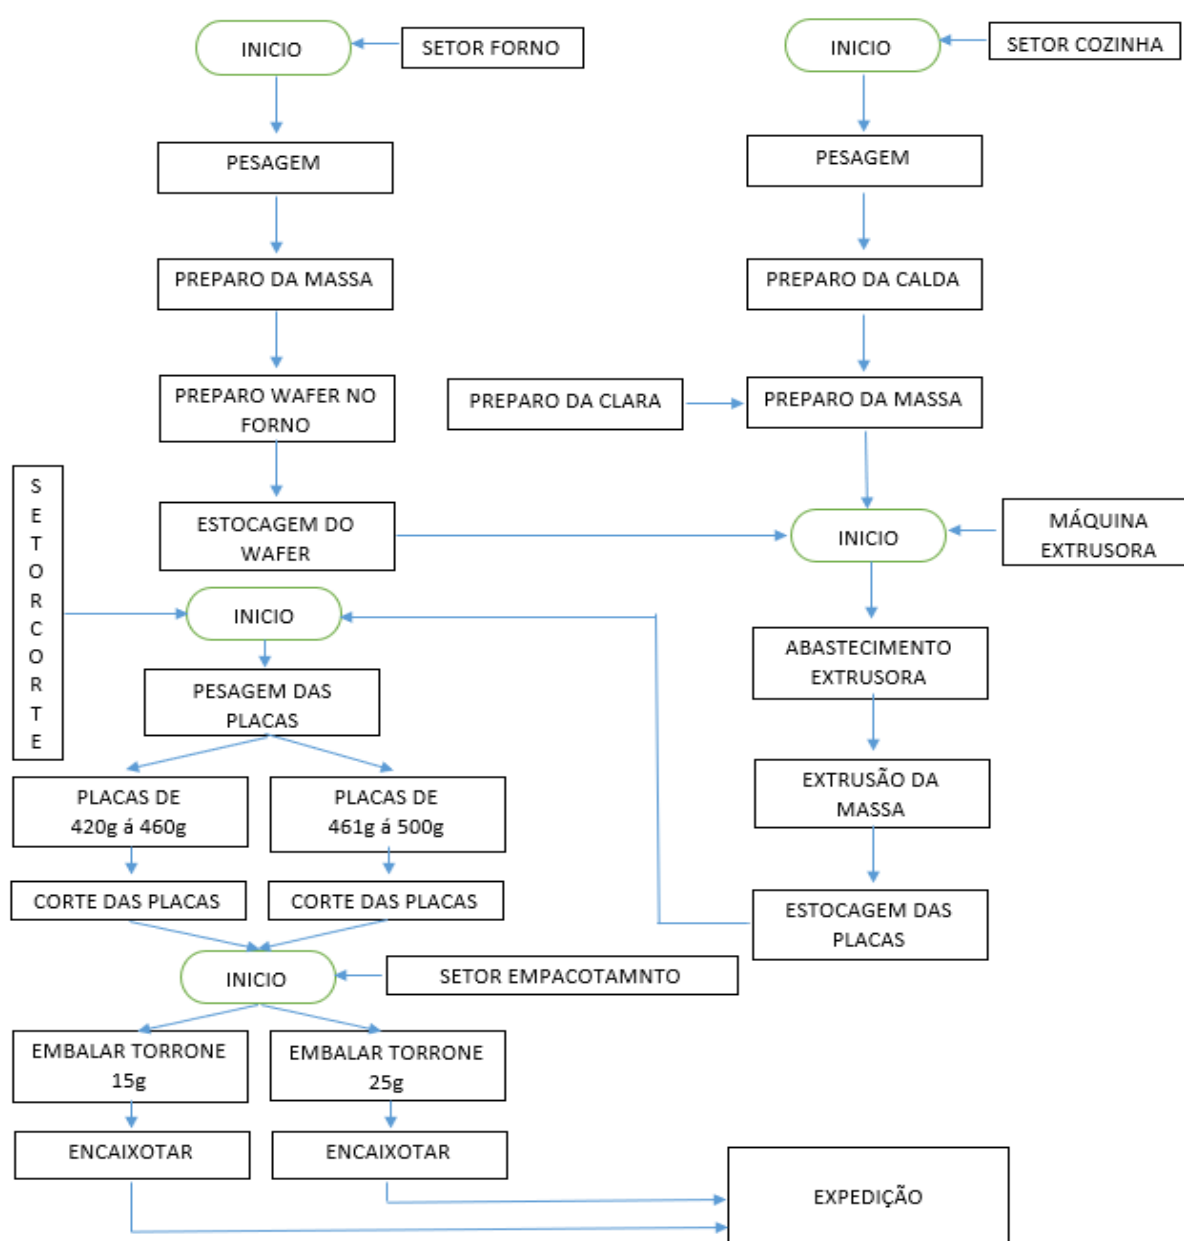 INICIO
SETOR FORNO
INICIO
SETOR COZINHA
PESAGEM
PESAGEM
PREPARO DA MASSA
PREPARO DA CALDA
PREPARO WAFER NO
FORNO
PREPARO DA CLARA
PREPARO DA MASSA
S
E
T
O
R
C
O
R
T
E
ESTOCAGEM DO
WAFER
INICIO
MÁQUINA
EXTRUSORA
INICIO
ABASTECIMENTO
EXTRUSORA
PESAGEM DAS
PLACAS
PLACAS DE
420g á 460g
PLACAS DE
461g á 500g
EXTRUSÃO DA
MASSA
CORTE DAS PLACAS
CORTE DAS PLACAS
ESTOCAGEM DAS
PLACAS
INICIO
SETOR EMPACOTAMNTO
EMBALAR TORRONE
15g
EMBALAR TORRONE
25g
ENCAIXOTAR
ENCAIXOTAR
EXPEDIÇÃO